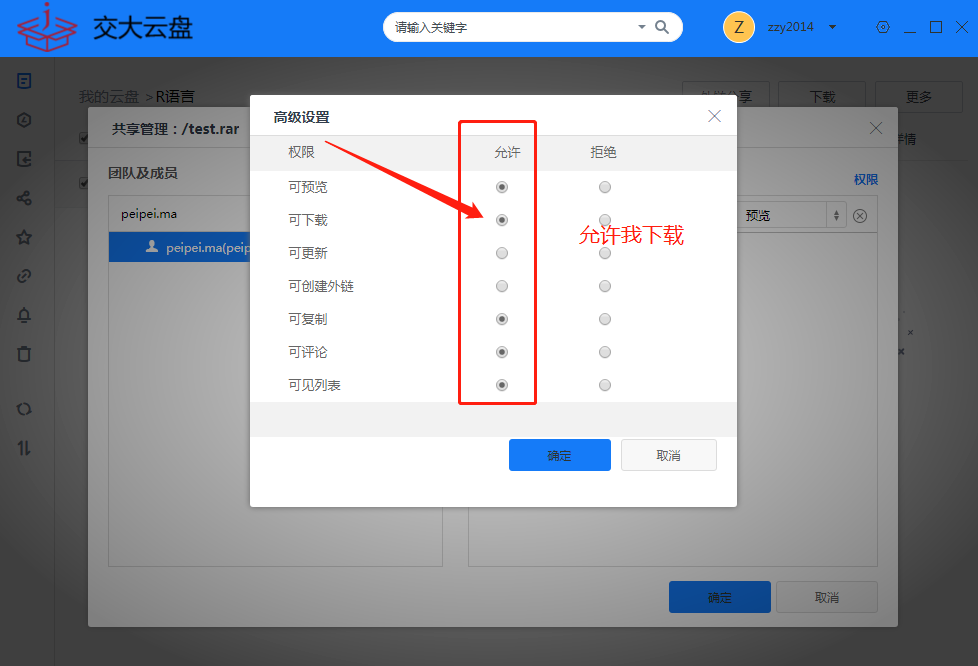 交大云盘
请输入关键字
Z
zzy2014
我的云盘 >R语言
外链分享
下载
更多
共享管理：/test.rar
详情
团队及成员
权限
peipei.ma
预览
peipei.ma(peip
高级设置
权限 允许 拒绝
可预览
可下载
允许我下载
可更新
可创建外链
可复制
可评论
可见列表
确定 取消
确定 取消